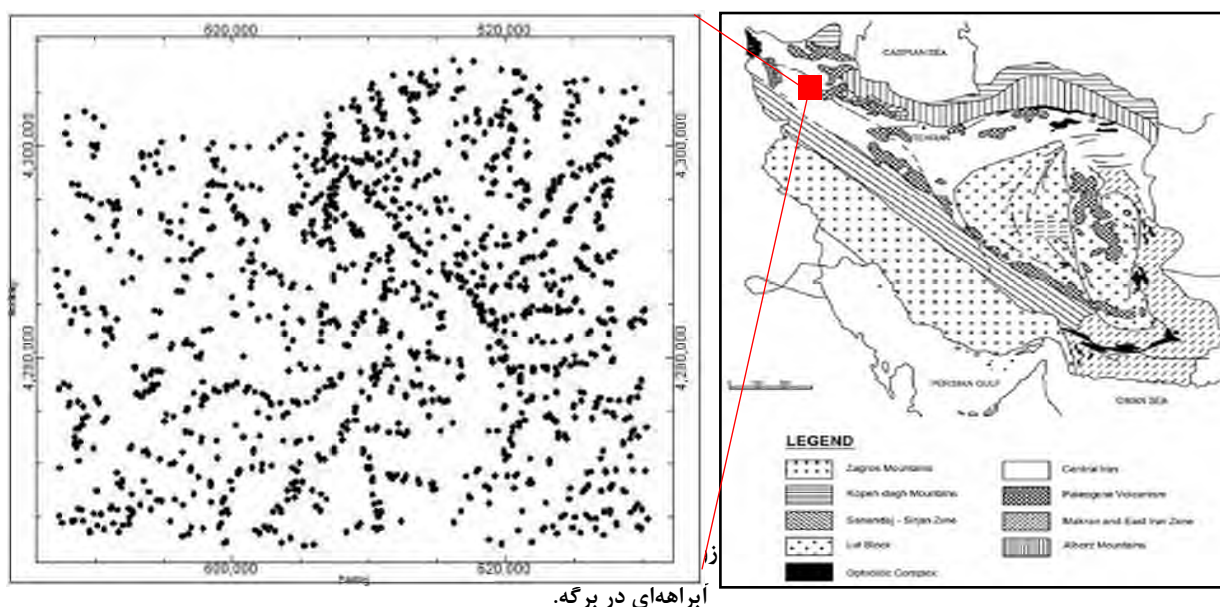 600,000
620,000
4,300,000
4,300,000
4,280,000
4,280,000
600,000
620,000
CASPIAN SEA
TEHRAN
PERSIAN GULF
OMAN SEA
LEGEND
Zagros Mountains
Central Iran
Kopeh-dagh Mountains
Paleogene Volcanism
Sanandaj - Sirjan Zone
Makran and East Iran Zone
Lut Block
Alborz Mountains
Ophiolitic Complex
ز
آبراهه‌ای در برگه.